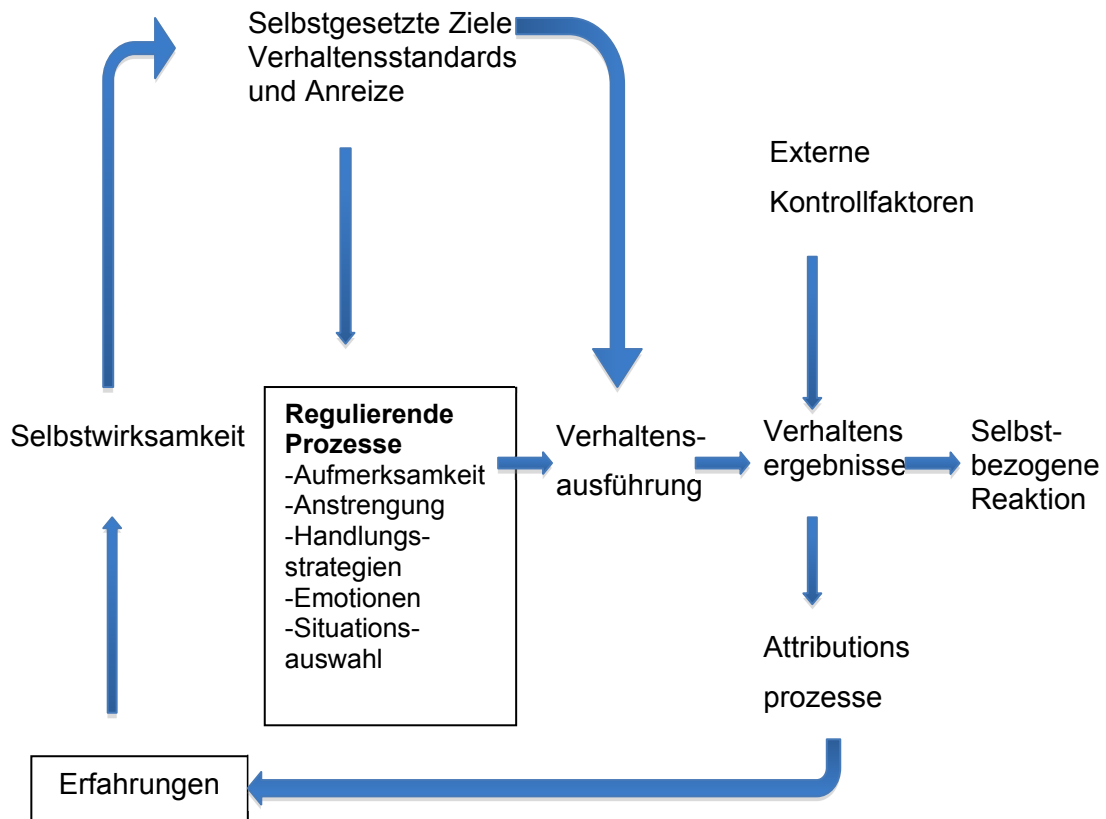 Selbstgesetzte Ziele
Verhaltensstandards
und Anreize
Externe
Kontrollfaktoren
Selbstwirksamkeit
Regulierende
Prozesse
-Aufmerksamkeit
-Anstrengung
-Handlungs-
strategien
-Emotionen
-Situations-
auswahl
Verhaltens-
ausführung
Verhaltens
ergebnisse
Selbst-
bezogene
Reaktion
Attributions
prozesse
Erfahrungen